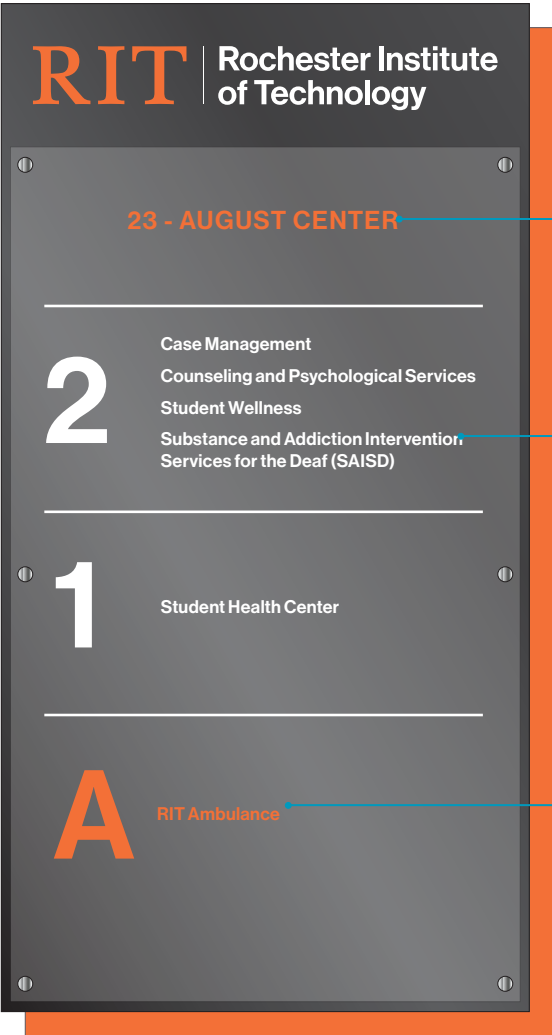 RIT
Rochester Institute
of Technology
23 - AUGUST CENTER
2
Case Management
Counseling and Psychological Services
Student Wellness
Substance and Addiction Intervention
Services for the Deaf (SAISD)
1
Student Health Center
A
RIT Ambulance